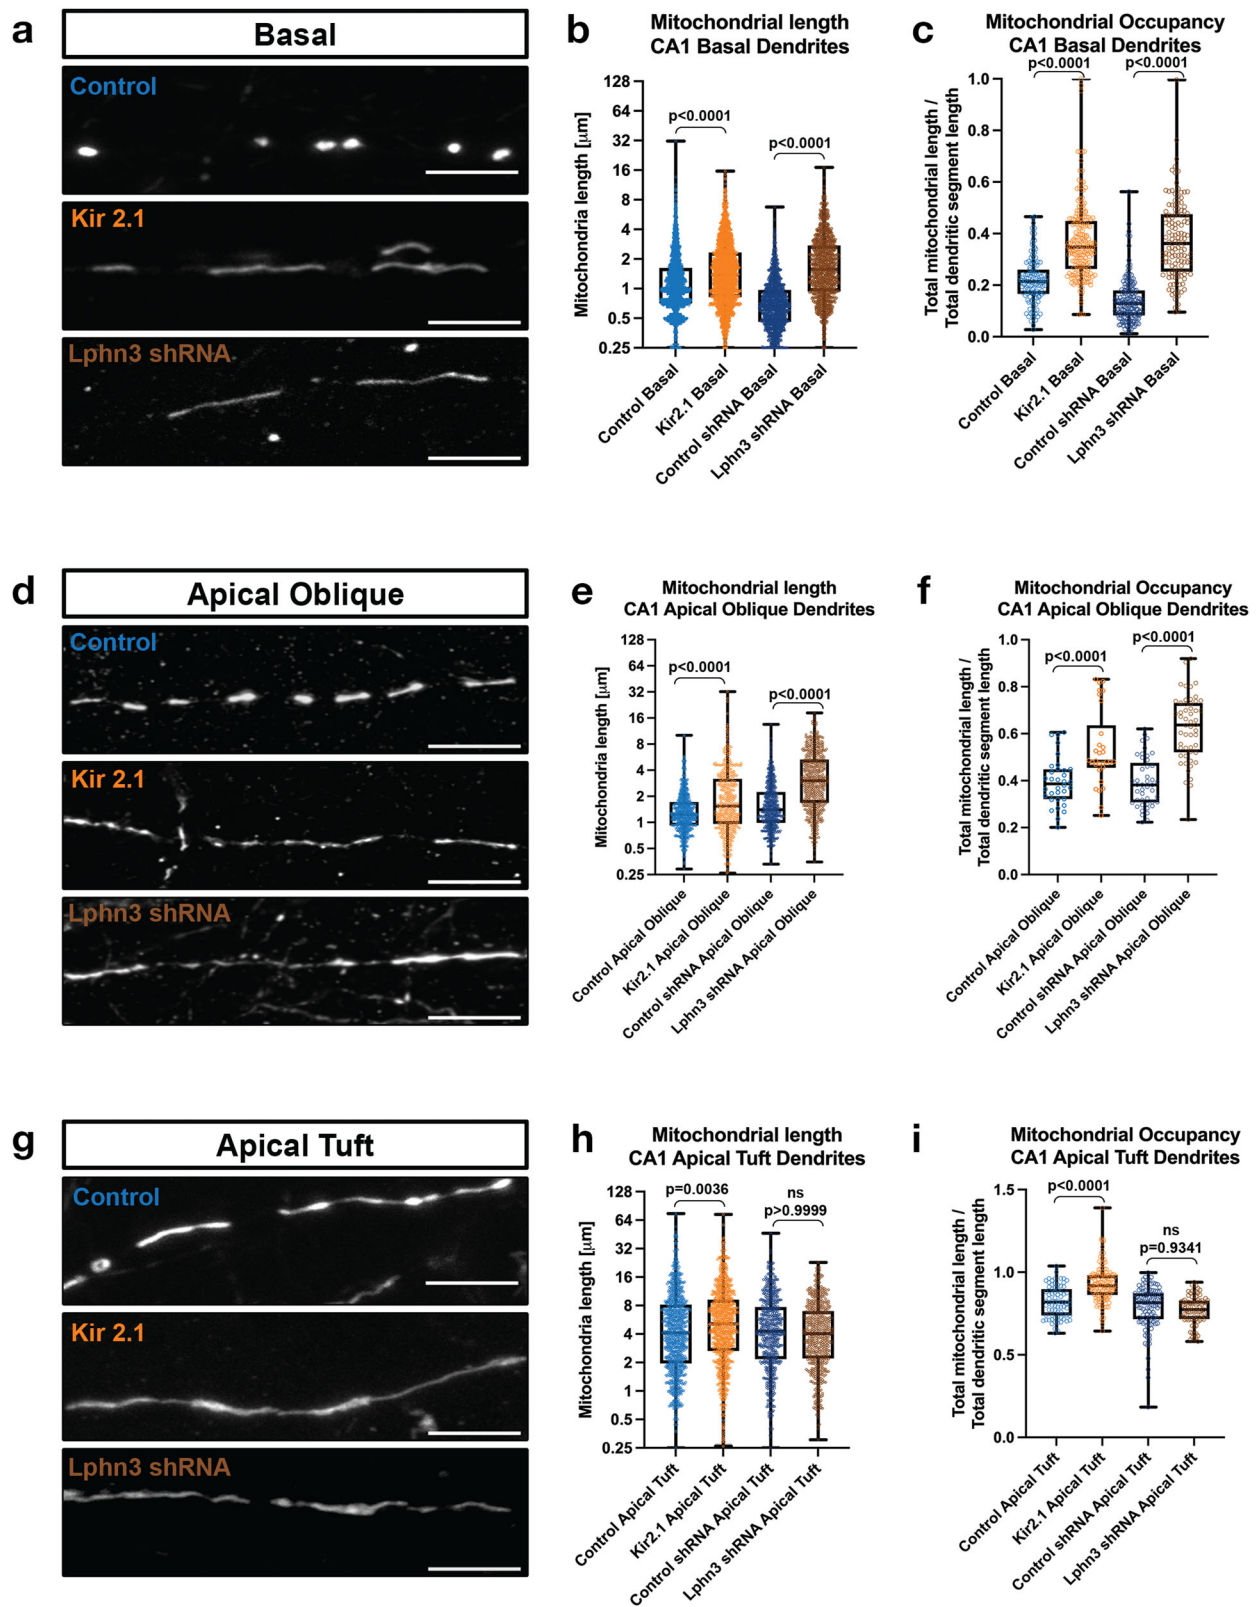 a
Basal
Control
Kir 2.1
Lphn3 shRNA
b
Mitochondrial length
CA1 Basal Dendrites
Mitochondria length [μm]
128
64
32
16
8
4
2
1
0.5
0.25
p<0.0001
p<0.0001
Control Basal
Kir2.1 Basal
Control shRNA Basal
Lphn3 shRNA Basal
c
Mitochondrial Occupancy
CA1 Basal Dendrites
p<0.0001
p<0.0001
Total mitochondrial length /
Total dendritic segment length
1.0
0.8
0.6
0.4
0.2
0.0
Control Basal
Kir2.1 Basal
Control shRNA Basal
Lphn3 shRNA Basal
d
Apical Oblique
Control
Kir 2.1
Lphn3 shRNA
e
Mitochondrial length
CA1 Apical Oblique Dendrites
Mitochondria length [μm]
128
64
32
16
8
4
2
1
0.5
0.25
p<0.0001
p<0.0001
Control Apical Oblique
Kir2.1 Apical Oblique
Control shRNA Apical Oblique
Lphn3 shRNA Apical Oblique
f
Mitochondrial Occupancy
CA1 Apical Oblique Dendrites
Total mitochondrial length /
Total dendritic segment length
1.0
0.8
0.6
0.4
0.2
0.0
p<0.0001
p<0.0001
Control Apical Oblique
Kir2.1 Apical Oblique
Control shRNA Apical Oblique
Lphn3 shRNA Apical Oblique
g
Apical Tuft
Control
Kir 2.1
Lphn3 shRNA
h
Mitochondrial length
CA1 Apical Tuft Dendrites
Mitochondria length [μm]
128
64
32
16
8
4
2
1
0.5
0.25
p=0.0036
ns
p>0.9999
Control Apical Tuft
Kir2.1 Apical Tuft
Control shRNA Apical Tuft
Lphn3 shRNA Apical Tuft
i
Mitochondrial Occupancy
CA1 Apical Tuft Dendrites
Total mitochondrial length /
Total dendritic segment length
1.5
1.0
0.5
0.0
p<0.0001
ns
p=0.9341
Control Apical Tuft
Kir2.1 Apical Tuft
Control shRNA Apical Tuft
Lphn3 shRNA Apical Tuft